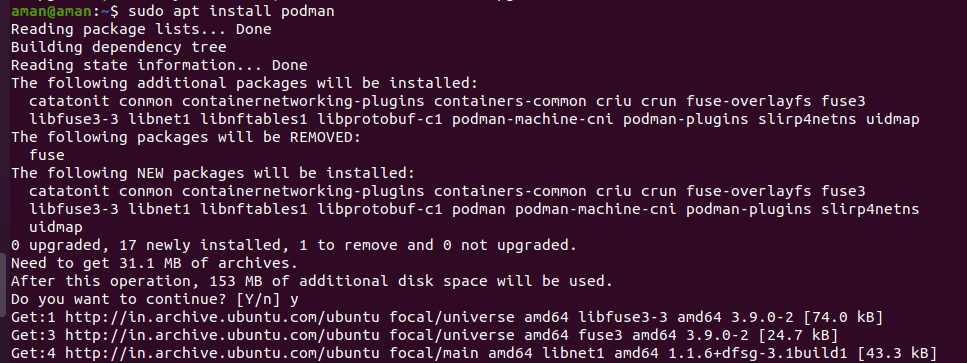 aman@aman:~$ sudo apt install podman
Reading package lists... Done
Building dependency tree
Reading state information... Done
The following additional packages will be installed:
  catatonit conmon containernetworking-plugins containers-common criu crun fuse-overlayfs fuse3
  libfuse3-3 libnet1 libnftables1 libprotobuf-c1 podman-machine-cni podman-plugins slirp4netns uidmap
The following packages will be REMOVED:
  fuse
The following NEW packages will be installed:
  catatonit conmon containernetworking-plugins containers-common criu crun fuse-overlayfs fuse3
  libfuse3-3 libnet1 libnftables1 libprotobuf-c1 podman podman-machine-cni podman-plugins slirp4netns
  uidmap
0 upgraded, 17 newly installed, 1 to remove and 0 not upgraded.
Need to get 31.1 MB of archives.
After this operation, 153 MB of additional disk space will be used.
Do you want to continue? [Y/n] y
Get:1 http://in.archive.ubuntu.com/ubuntu focal/universe amd64 libfuse3-3 amd64 3.9.0-2 [74.0 kB]
Get:3 http://in.archive.ubuntu.com/ubuntu focal/universe amd64 fuse3 amd64 3.9.0-2 [24.7 kB]
Get:4 http://in.archive.ubuntu.com/ubuntu focal/main amd64 libnet1 amd64 1.1.6+dfsg-3.1build1 [43.3 kB]